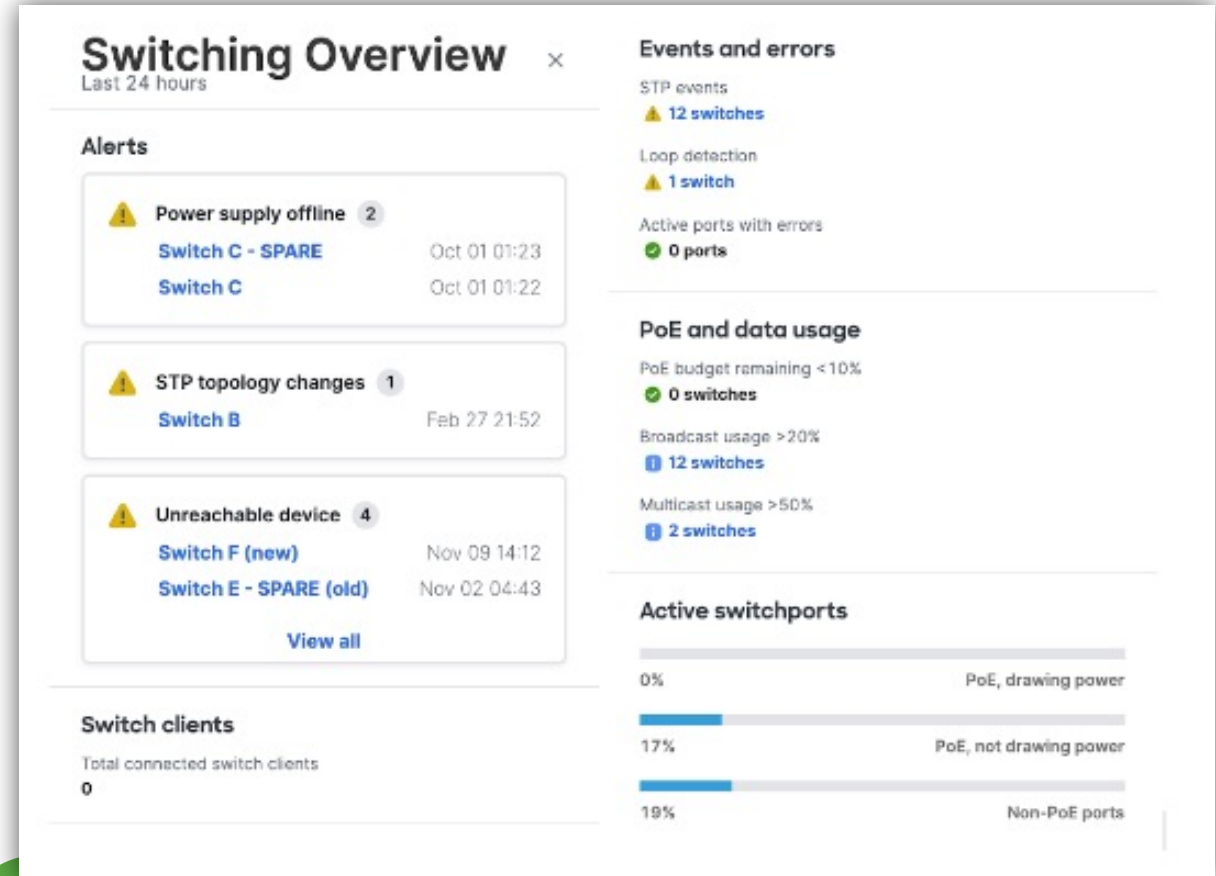 Switching Overview ×
Last 24 hours
Alerts
Power supply offline 2
Switch C - SPARE Oct 01 01:23
Switch C Oct 01 01:22
STP topology changes 1
Switch B Feb 27 21:52
Unreachable device 4
Switch F (new) Nov 09 14:12
Switch E - SPARE (old) Nov 02 04:43
View all
Switch clients
Total connected switch clients
0
Events and errors
STP events
12 switches
Loop detection
1 switch
Active ports with errors
0 ports
PoE and data usage
PoE budget remaining <10%
0 switches
Broadcast usage >20%
12 switches
Multicast usage >50%
2 switches
Active switchports
0% PoE, drawing power
17% PoE, not drawing power
19% Non-PoE ports